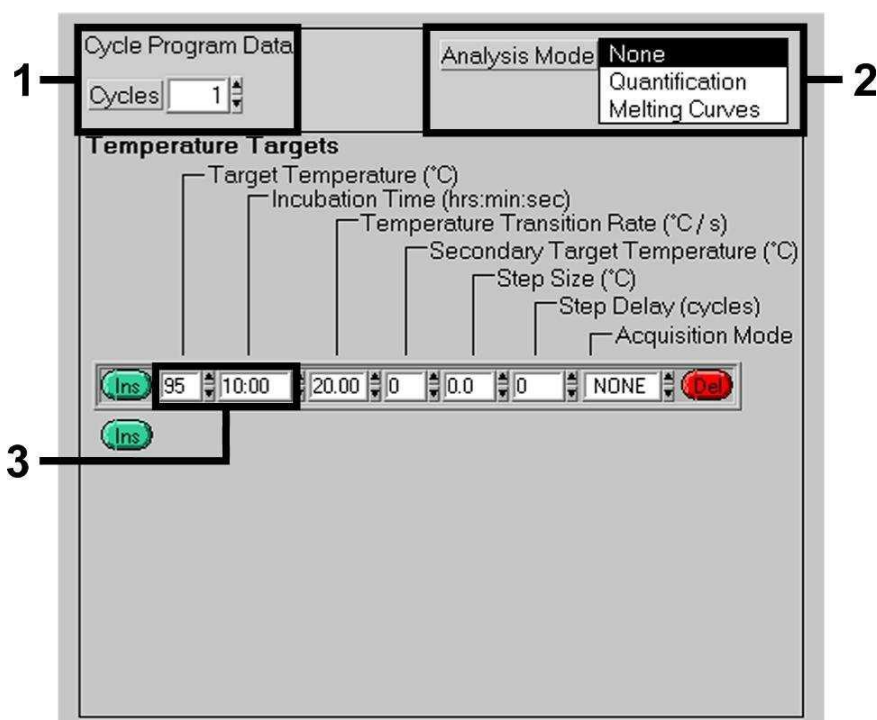 Cycle Program Data
Cycles 1
Analysis Mode None
Quantification
Melting Curves
1
2
Temperature Targets
Target Temperature (°C)
Incubation Time (hrs:min:sec)
Temperature Transition Rate (°C / s)
Secondary Target Temperature (°C)
Step Size (°C)
Step Delay (cycles)
Acquisition Mode
Ins 95 10:00 20.00 0 0.0 0 NONE Del
Ins
3